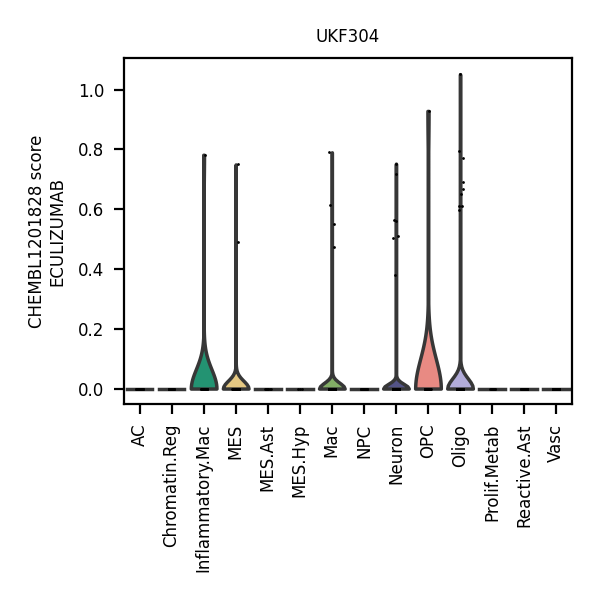 UKF304
CHEMBL1201828 score
ECULIZUMAB
1.0
0.8
0.6
0.4
0.2
0.0
AC
Chromatin.Reg
Inflammatory.Mac
MES
MES.Ast
MES.Hyp
Mac
NPC
Neuron
OPC
Oligo
Prolif.Metab
Reactive.Ast
Vasc